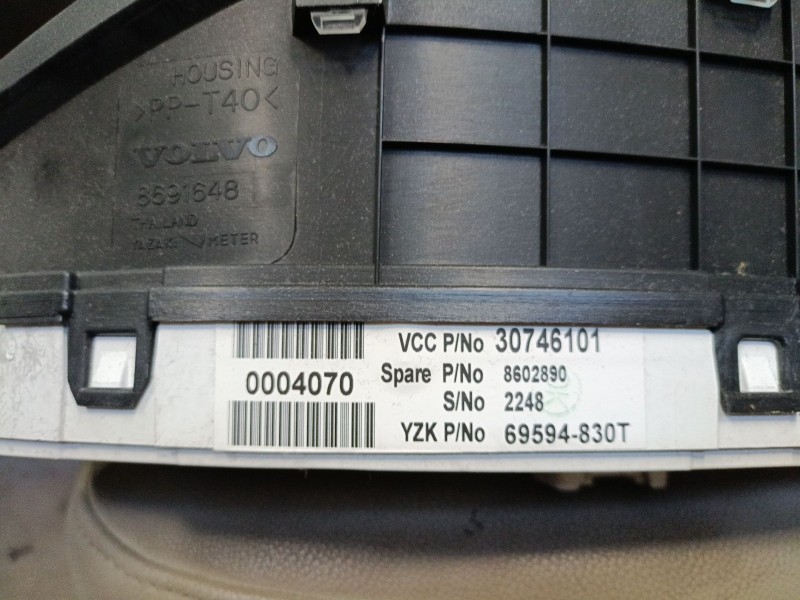 HOUSING
>PP-T40<
VOLVO
8691648
THAILAND
YAZAKI METER
0004070
VCC P/No 30746101
Spare P/No 8602890
S/No 2248
YZK P/No 69594-830T